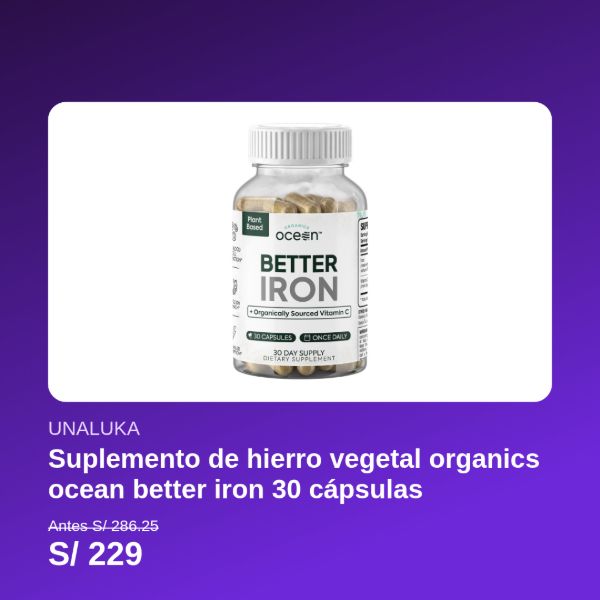 Plant
Based
ORGANICS
oceon™
BETTER
IRON
+ Organically Sourced Vitamin C
30 CAPSULES
ONCE DAILY
30 DAY SUPPLY
DIETARY SUPPLEMENT
UNALUKA
Suplemento de hierro vegetal organics
ocean better iron 30 cápsulas
Antes S/ 286.25
S/ 229